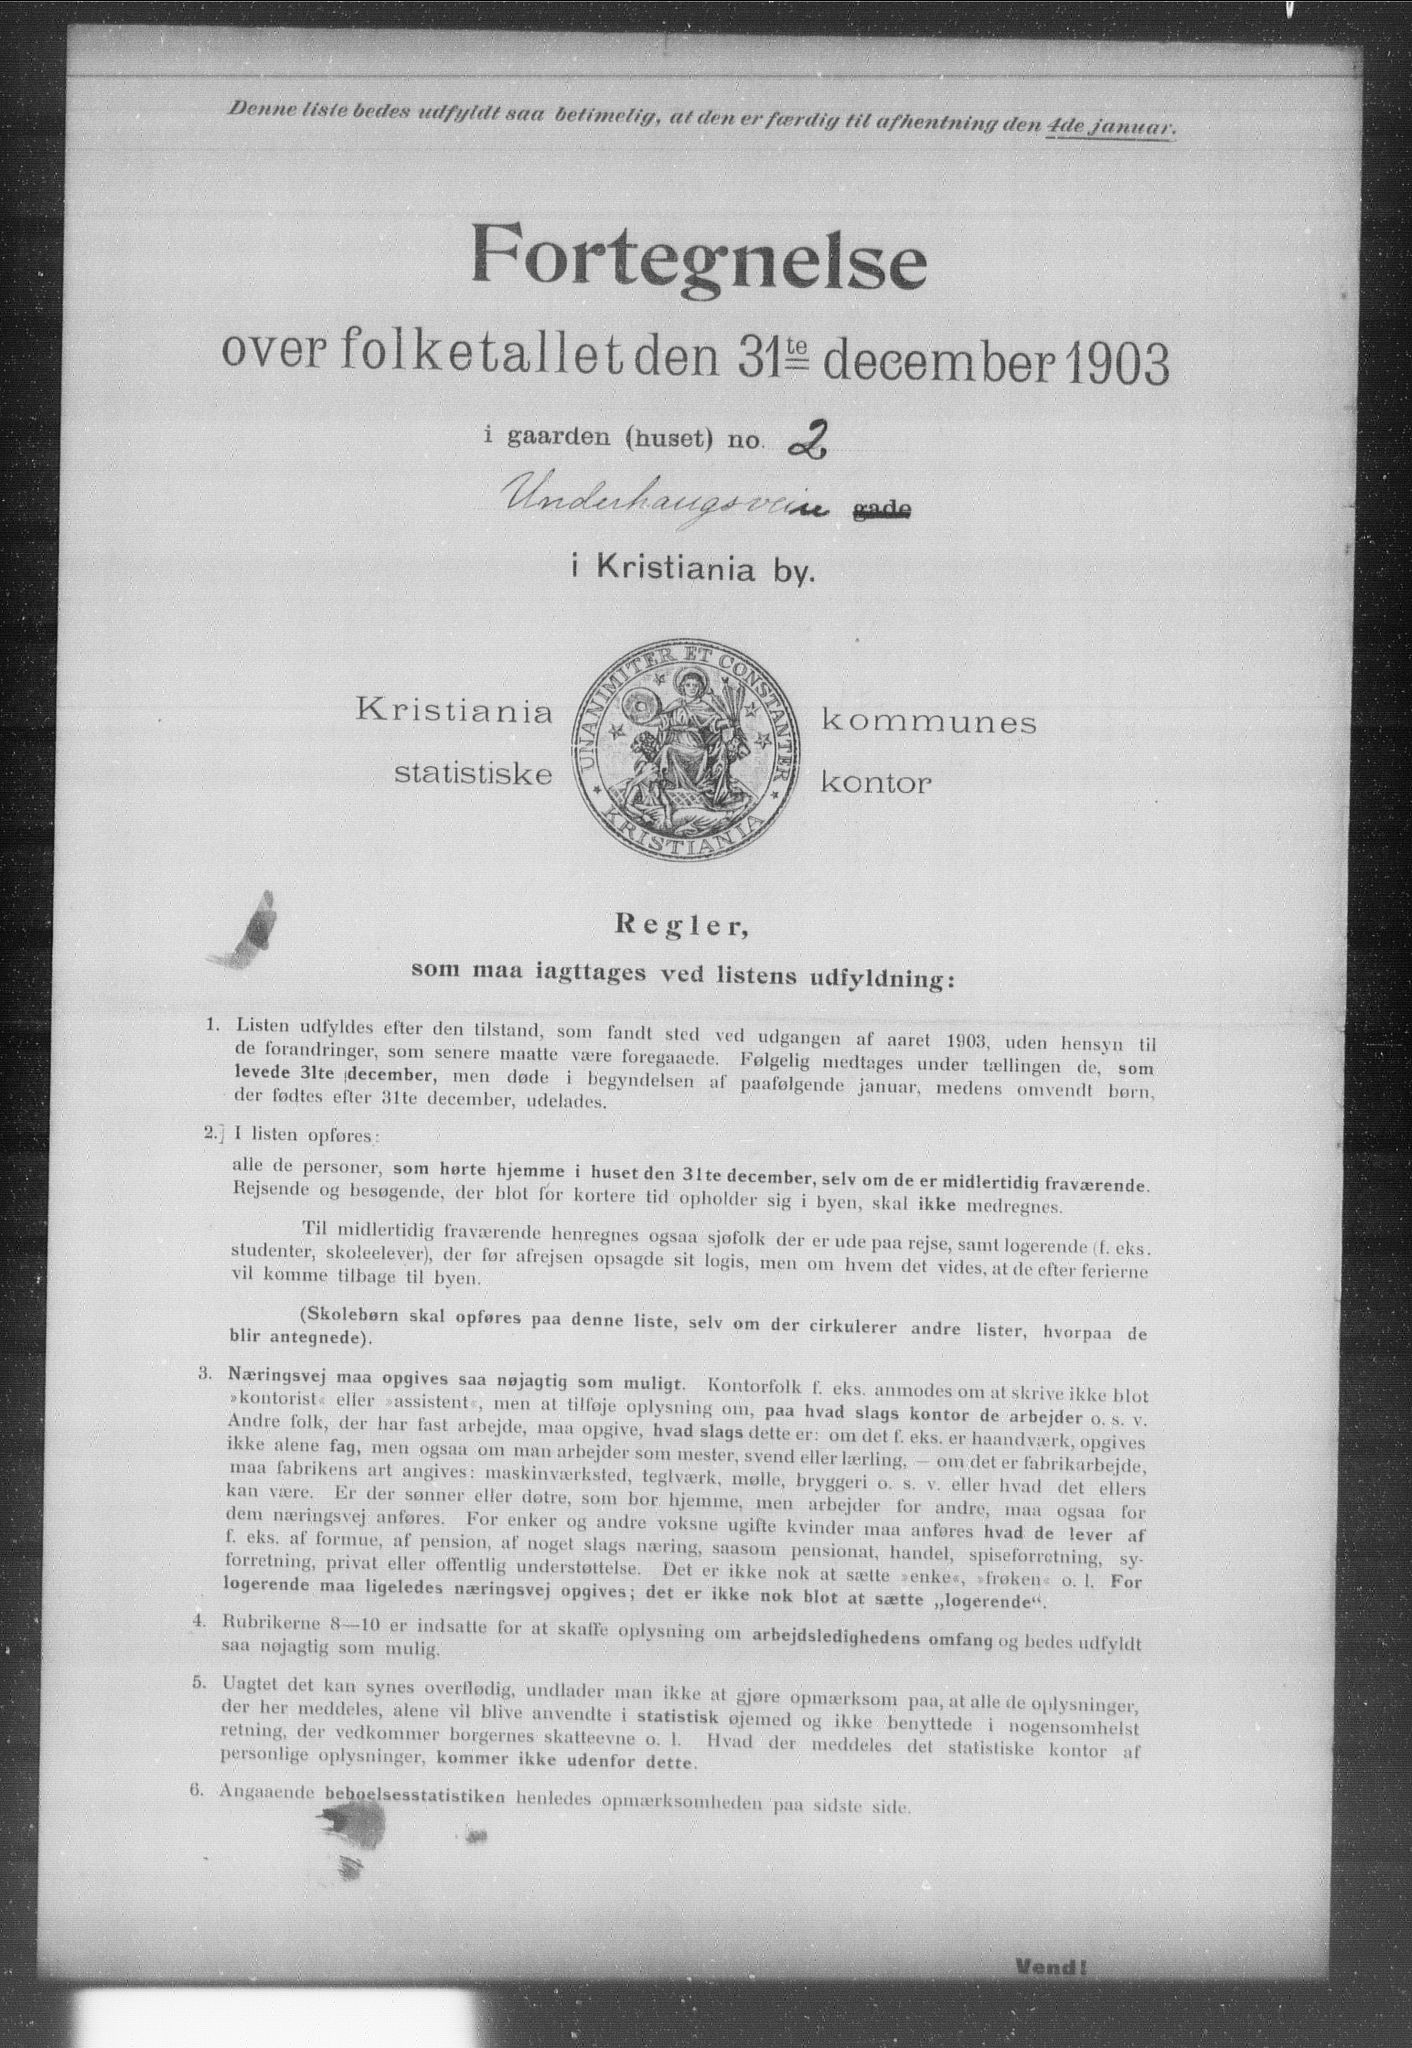 Denne liste bedes udfyldt saa betimelig, at den er færdig til afhentning den 4de januar.
Fortegnelse
over folketallet den 31te december 1903
i gaarden (huset) no. 2
Underhaugsveien gade
i Kristiania by.
Kristiania kommunes
statistiske kontor
UNANIMITER ET CONSTANTER
KRISTIANIA
Regler,
som maa iagttages ved listens udfyldning:
1. Listen udfyldes efter den tilstand, som fandt sted ved udgangen af aaret 1903, uden hensyn til
de forandringer, som senere maatte være foregaaede. Følgelig medtages under tællingen de, som
levede 31te december, men døde i begyndelsen af paafølgende januar, medens omvendt børn,
der fødtes efter 31te december, udelades.
2. I listen opføres:
alle de personer, som hørte hjemme i huset den 31te december, selv om de er midlertidig fraværende.
Rejsende og besøgende, der blot for kortere tid opholder sig i byen, skal ikke medregnes.
Til midlertidig fraværende henregnes ogsaa sjøfolk der er ude paa rejse, samt logerende (f. eks.
studenter, skoleelever), der før afrejsen opsagde sit logis, men om hvem det vides, at de efter ferierne
vil komme tilbage til byen.
(Skolebørn skal opføres paa denne liste, selv om der cirkulerer andre lister, hvorpaa de
blir antegnede).
3. Næringsvej maa opgives saa nøjagtig som muligt. Kontorfolk f. eks. anmodes om at skrive ikke blot
»kontorist« eller »assistent«, men at tilføje oplysning om, paa hvad slags kontor de arbejder o. s. v.
Andre folk, der har fast arbejde, maa opgive, hvad slags dette er: om det f. eks. er haandværk, opgives
ikke alene fag, men ogsaa om man arbejder som mester, svend eller lærling, — om det er fabrikarbejde,
maa fabrikens art angives: maskinværksted, teglværk, mølle, bryggeri o. s. v. eller hvad det ellers
kan være. Er der sønner eller døtre, som bor hjemme, men arbejder for andre, maa ogsaa for
dem næringsvej anføres. For enker og andre voksne ugifte kvinder maa anføres hvad de lever af
f. eks. af formue, af pension, af noget slags næring, saasom pensionat, handel, spiseforretning, sy-
forretning, privat eller offentlig understøttelse. Det er ikke nok at sætte »enke«, »frøken« o. l. For
logerende maa ligeledes næringsvej opgives; det er ikke nok blot at sætte „logerende“.
4. Rubrikerne 8—10 er indsatte for at skaffe oplysning om arbejdsledighedens omfang og bedes udfyldt
saa nøjagtig som mulig.
5. Uagtet det kan synes overflødig, undlader man ikke at gjøre opmærksom paa, at alle de oplysninger,
der her meddeles, alene vil blive anvendte i statistisk øjemed og ikke benyttede i nogensomhelst
retning, der vedkommer borgernes skatteevne o. l. Hvad der meddeles det statistiske kontor af
personlige oplysninger, kommer ikke udenfor dette.
6. Angaaende beboelsesstatistiken henledes opmærksomheden paa sidste side.
Vend!